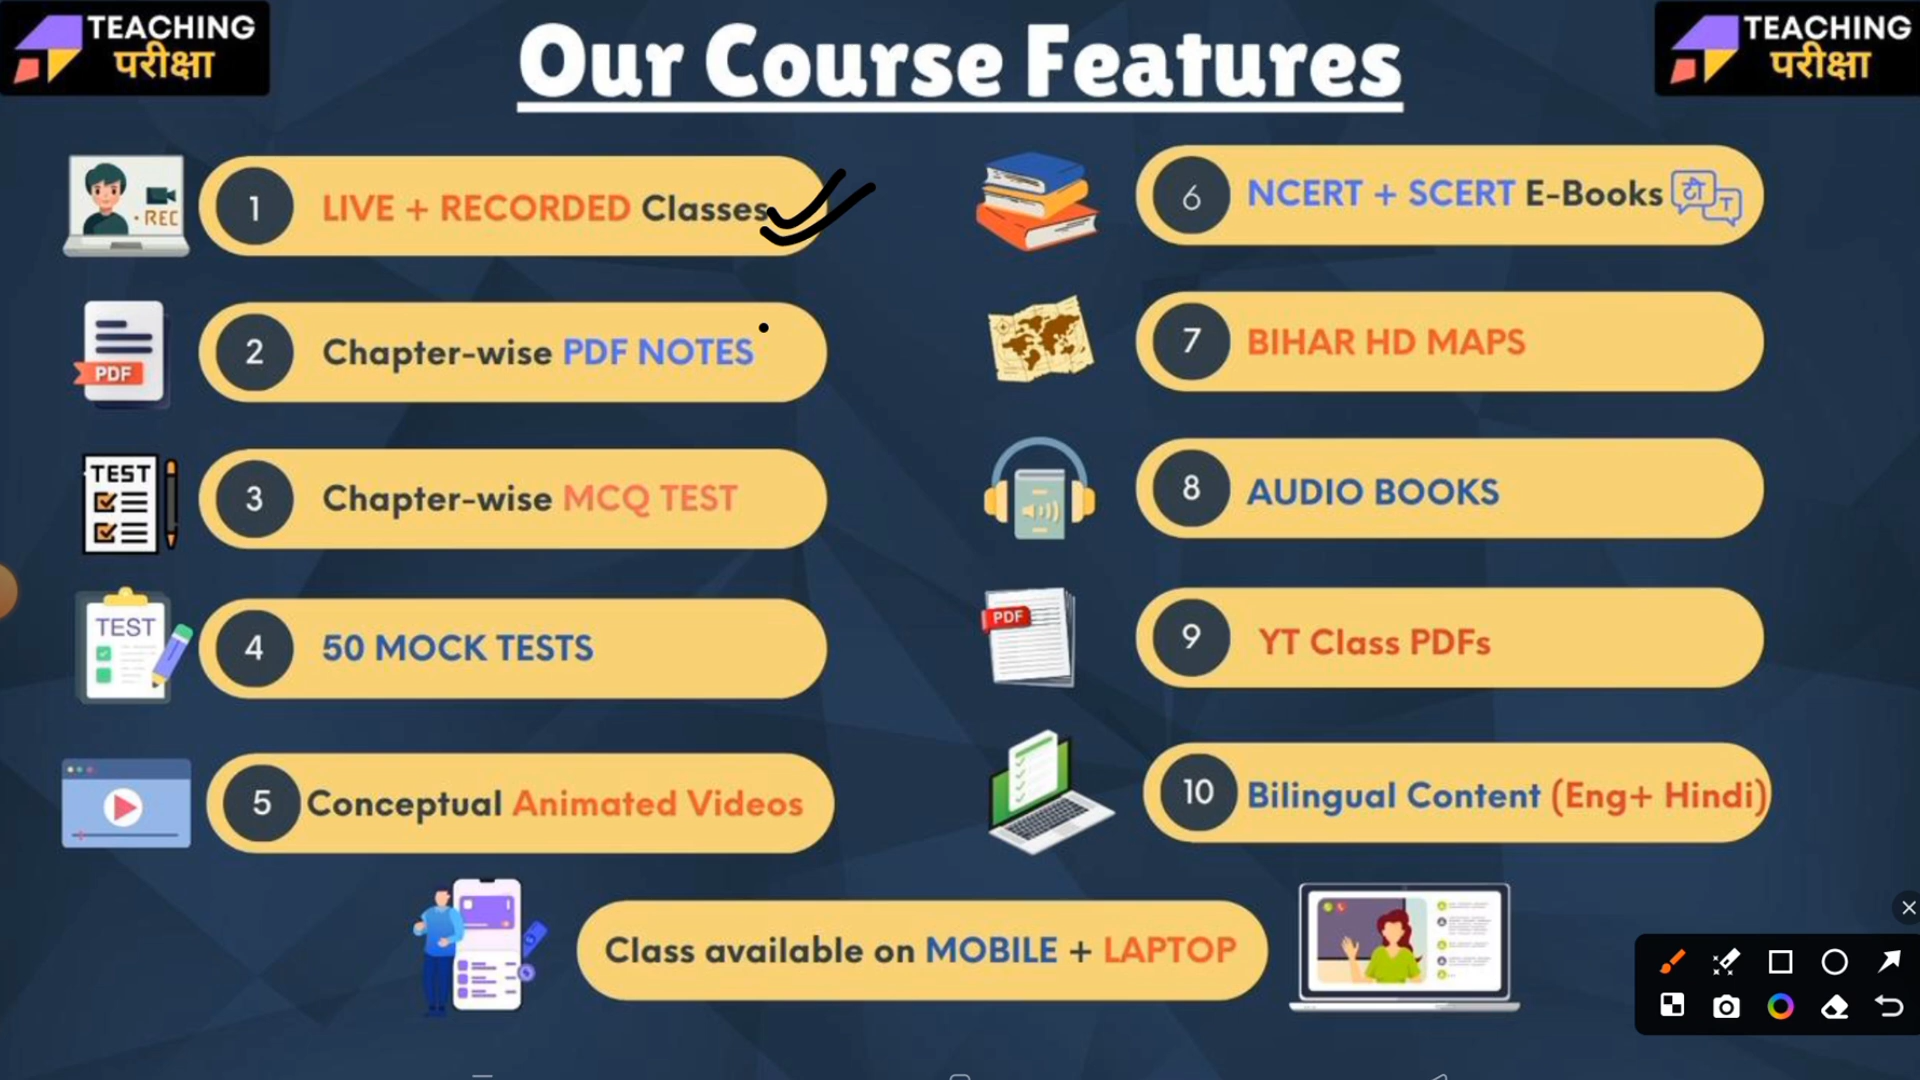 TEACHING
परीक्षा
Our Course Features
TEACHING
परीक्षा
REC
1
LIVE + RECORDED Classes
PDF
2
Chapter-wise PDF NOTES
TEST
3
Chapter-wise MCQ TEST
TEST
4
50 MOCK TESTS
5
Conceptual Animated Videos
6
NCERT + SCERT E-Books
7
BIHAR HD MAPS
8
AUDIO BOOKS
PDF
9
YT Class PDFs
10
Bilingual Content (Eng+ Hindi)
Class available on MOBILE + LAPTOP